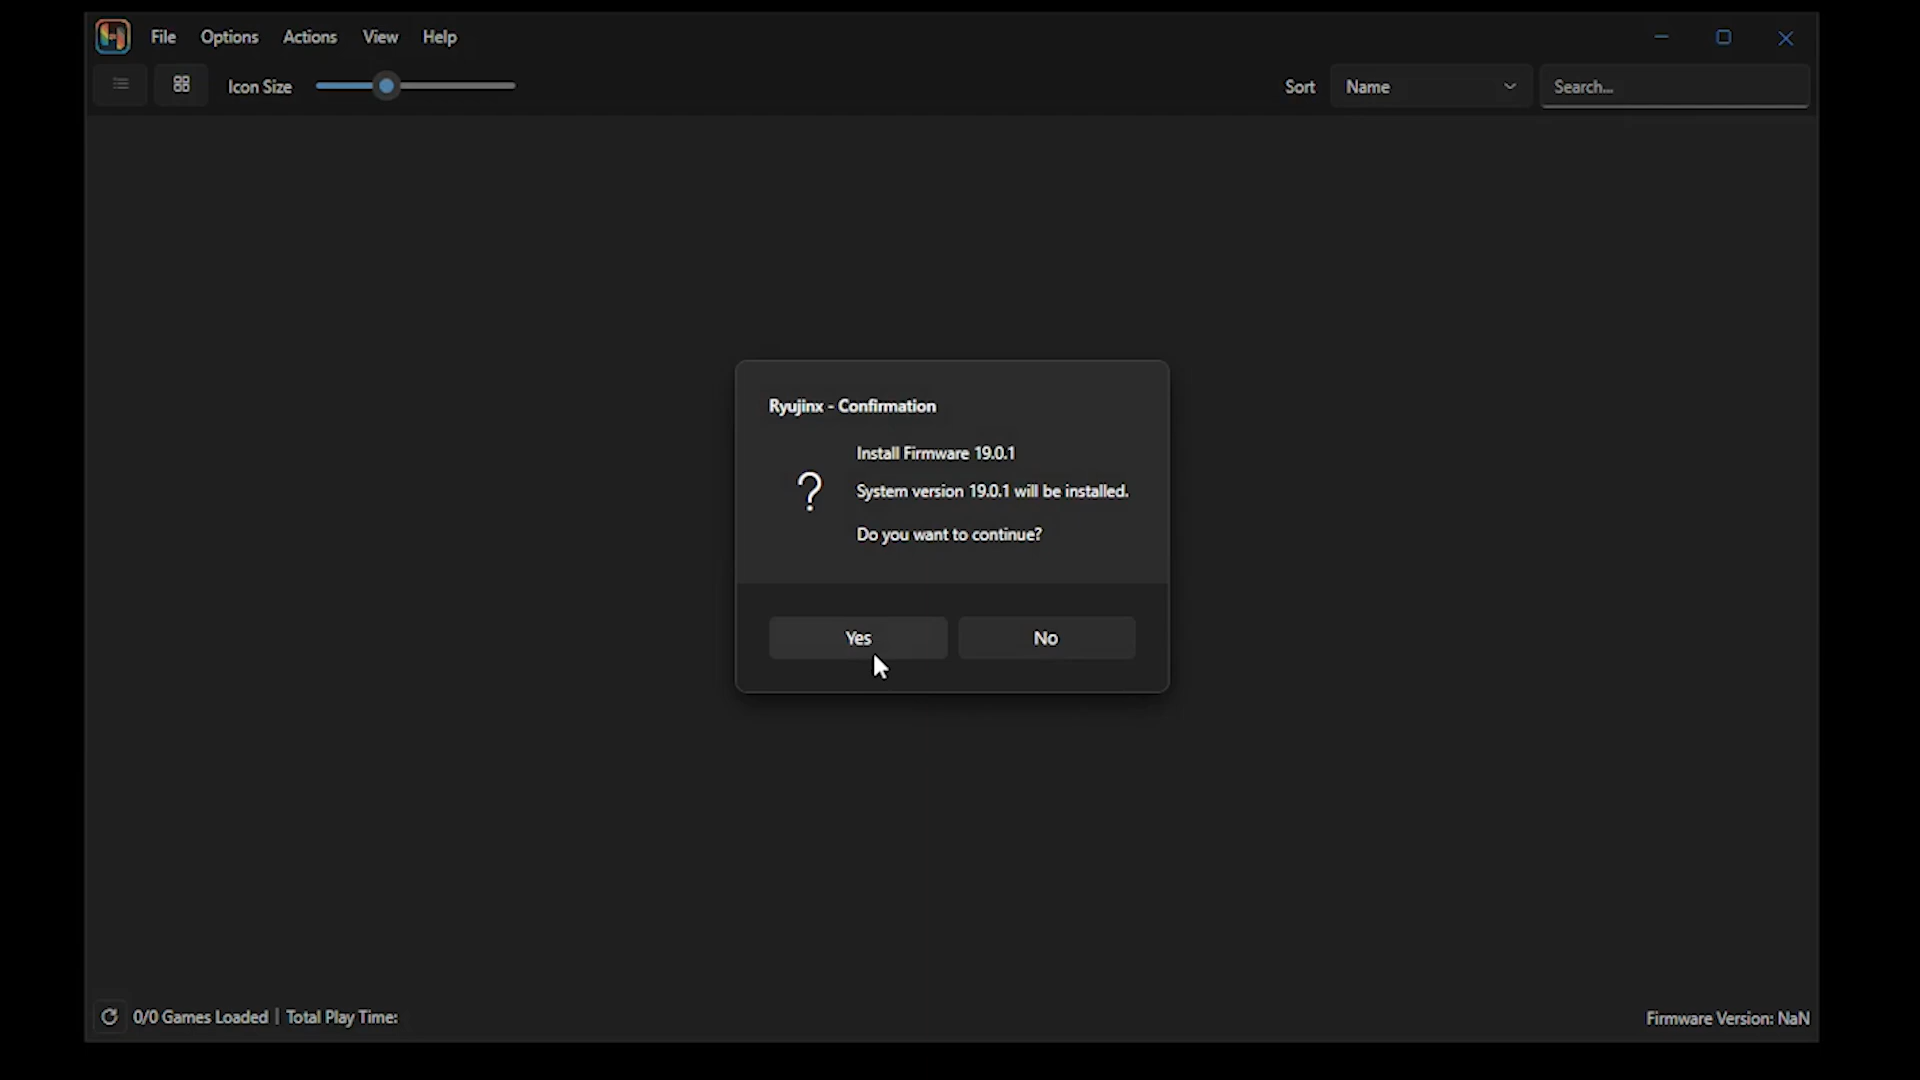 File Options Actions View Help
Icon Size Sort Name Search...
Ryujinx - Confirmation
Install Firmware 19.0.1
System version 19.0.1 will be installed.
Do you want to continue?
Yes No
0/0 Games Loaded | Total Play Time: Firmware Version: NaN